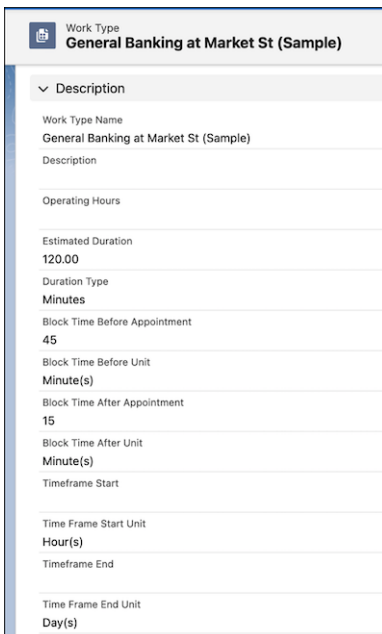 Work Type
General Banking at Market St (Sample)
Description
Work Type Name
General Banking at Market St (Sample)
Description
Operating Hours
Estimated Duration
120.00
Duration Type
Minutes
Block Time Before Appointment
45
Block Time Before Unit
Minute(s)
Block Time After Appointment
15
Block Time After Unit
Minute(s)
Timeframe Start
Time Frame Start Unit
Hour(s)
Timeframe End
Time Frame End Unit
Day(s)